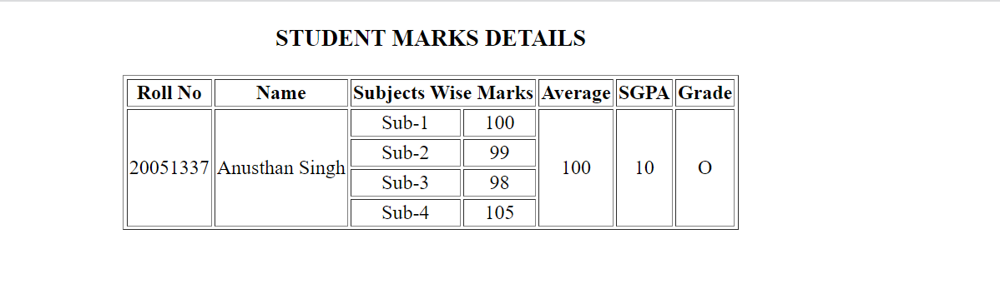 STUDENT MARKS DETAILS
Roll No Name Subjects Wise Marks Average SGPA Grade
20051337 Anusthan Singh Sub-1 100 100 10 O
Sub-2 99
Sub-3 98
Sub-4 105